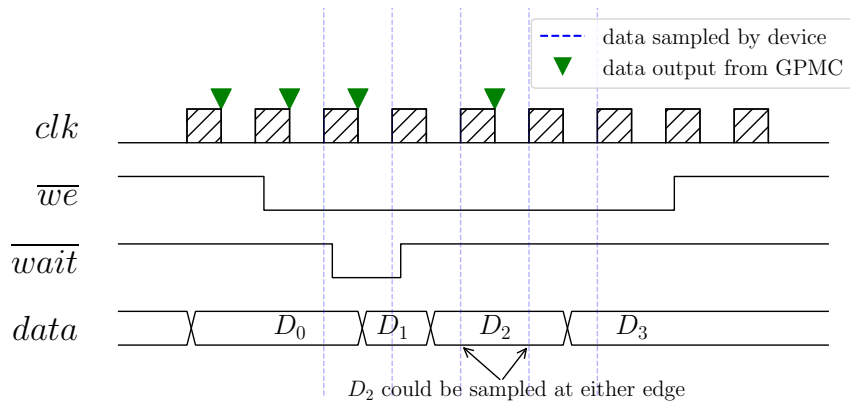 data sampled by device
data output from GPMC
clk
we
wait
data
D₀ D₁ D₂ D₃
D₂ could be sampled at either edge